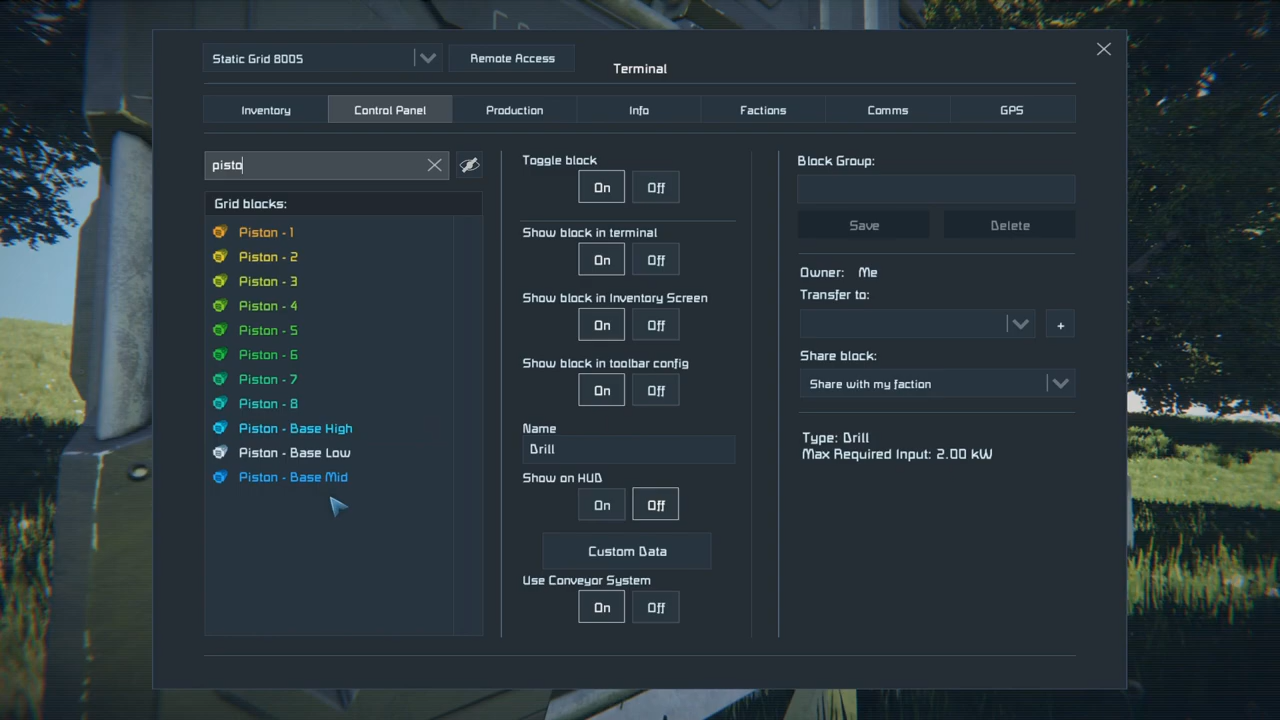 Static Grid 8005
Remote Access
Terminal
Inventory
Control Panel
Production
Info
Factions
Comms
GPS
pisto
Grid blocks:
Piston - 1
Piston - 2
Piston - 3
Piston - 4
Piston - 5
Piston - 6
Piston - 7
Piston - 8
Piston - Base High
Piston - Base Low
Piston - Base Mid
Toggle block
On Off
Show block in terminal
On Off
Show block in Inventory Screen
On Off
Show block in toolbar config
On Off
Name
Drill
Show on HUD
On Off
Custom Data
Use Conveyor System
On Off
Block Group:
Save
Delete
Owner: Me
Transfer to:
+
Share block:
Share with my faction
Type: Drill
Max Required Input: 2.00 kW